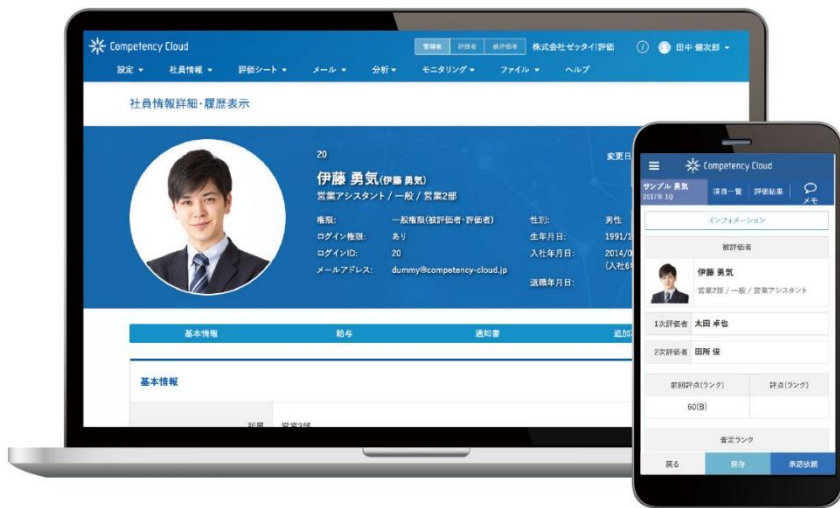 Competency Cloud
管理者 評価者 被評価者 株式会社ゼッタイ!評価 田中 健次郎
設定 社員情報 評価シート メール 分析 モニタリング ファイル ヘルプ
社員情報詳細・履歴表示
20
変更日
伊藤 勇気(伊藤 勇気)
営業アシスタント / 一般 / 営業2部
権限: 一般権限(被評価者・評価者) 性別: 男性
ログイン権限: あり 生年月日: 1991/1
ログインID: 20 入社年月日: 2014/0
メールアドレス: dummy@competency-cloud.jp (入社6
退職年月日:
基本情報 給与 通知書 追加
基本情報
所属 営業2部
Competency Cloud
サンプル 勇気 項目一覧 評価結果 メモ
2017年 1Q
インフォメーション
被評価者
伊藤 勇気
営業2部 / 一般 / 営業アシスタント
1次評価者 太田 卓也
2次評価者 田所 俊
前回評点(ランク) 評点(ランク)
60(B)
査定ランク
戻る 保存 承認依頼